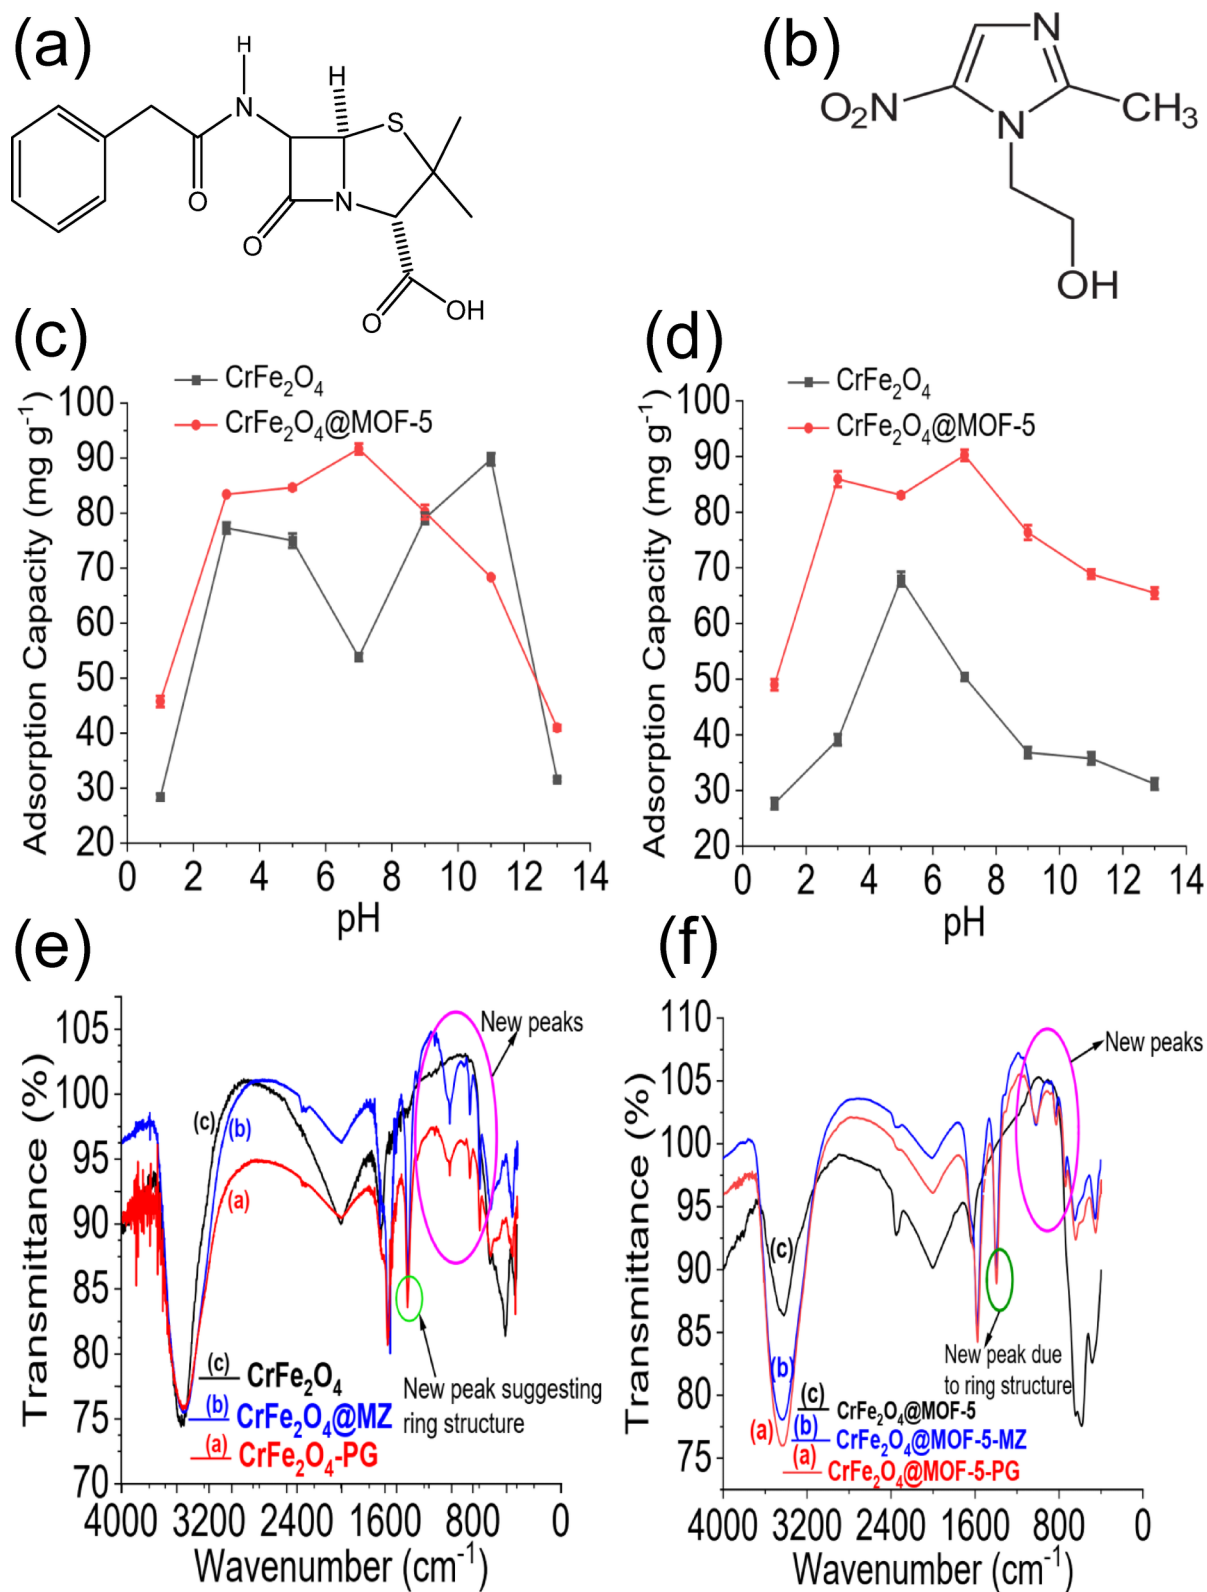 (a)
H
H
N
S
O
N
O
O
OH
(b)
N
O₂N
N
CH₃
OH
(c)
CrFe₂O₄
CrFe₂O₄@MOF-5
Adsorption Capacity (mg g⁻¹)
100
90
80
70
60
50
40
30
20
0 2 4 6 8 10 12 14
pH
(d)
CrFe₂O₄
CrFe₂O₄@MOF-5
Adsorption Capacity (mg g⁻¹)
100
90
80
70
60
50
40
30
20
0 2 4 6 8 10 12 14
pH
(e)
New peaks
Transmittance (%)
105
100
95
90
85
80
75
70
(c)
(b)
(a)
(c) CrFe₂O₄
(b) CrFe₂O₄@MZ
(a) CrFe₂O₄-PG
New peak suggesting
ring structure
4000 3200 2400 1600 800 0
Wavenumber (cm⁻¹)
(f)
New peaks
Transmittance (%)
110
105
100
95
90
85
80
75
(c)
(b)
(a)
New peak due
to ring structure
(c) CrFe₂O₄@MOF-5
(b) CrFe₂O₄@MOF-5-MZ
(a) CrFe₂O₄@MOF-5-PG
4000 3200 2400 1600 800 0
Wavenumber (cm⁻¹)